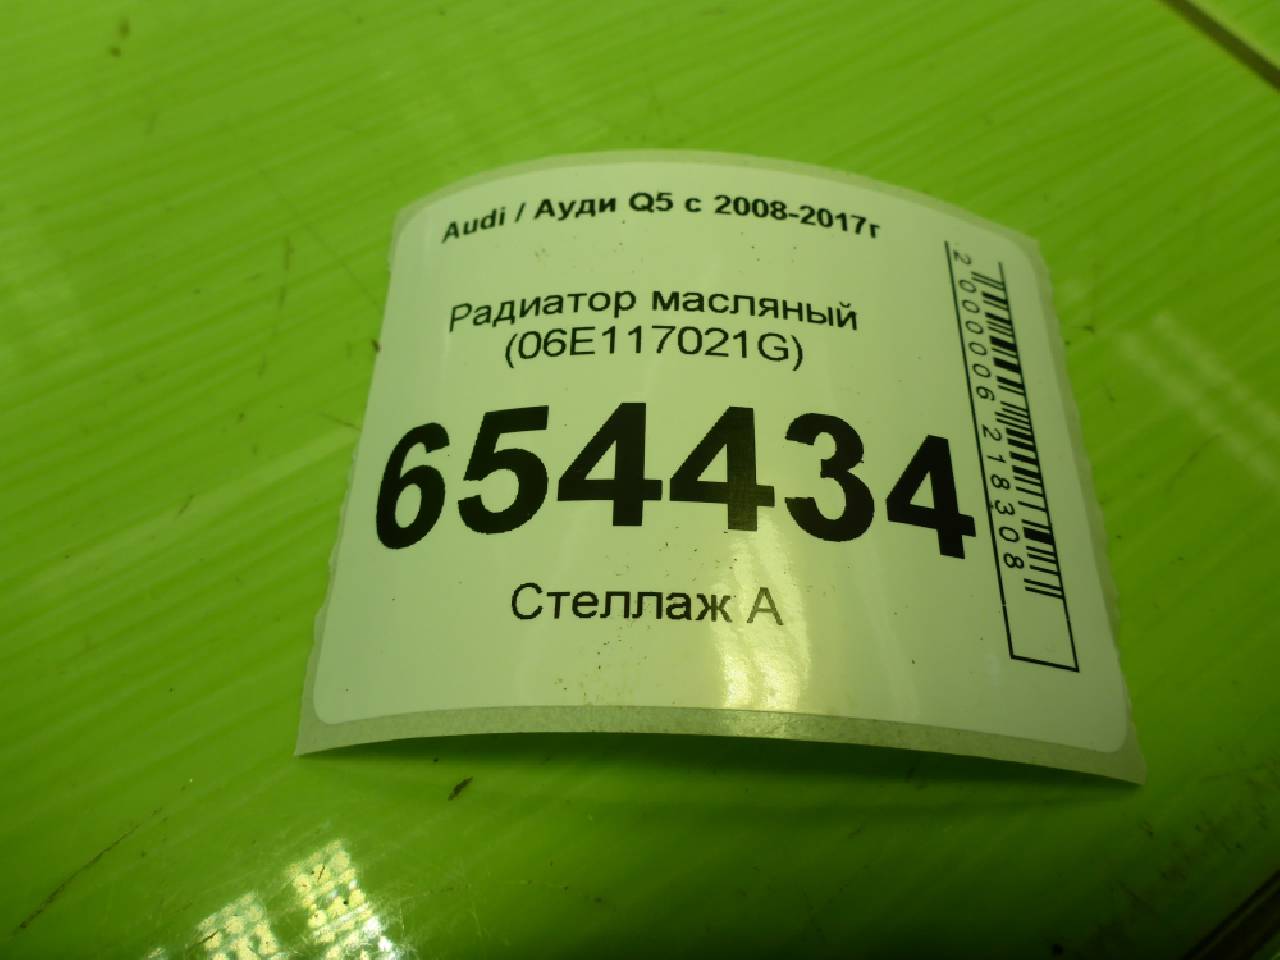 Audi / Ауди Q5 с 2008-2017г
Радиатор масляный
(06E117021G)
654434
Стеллаж А
2000006218308